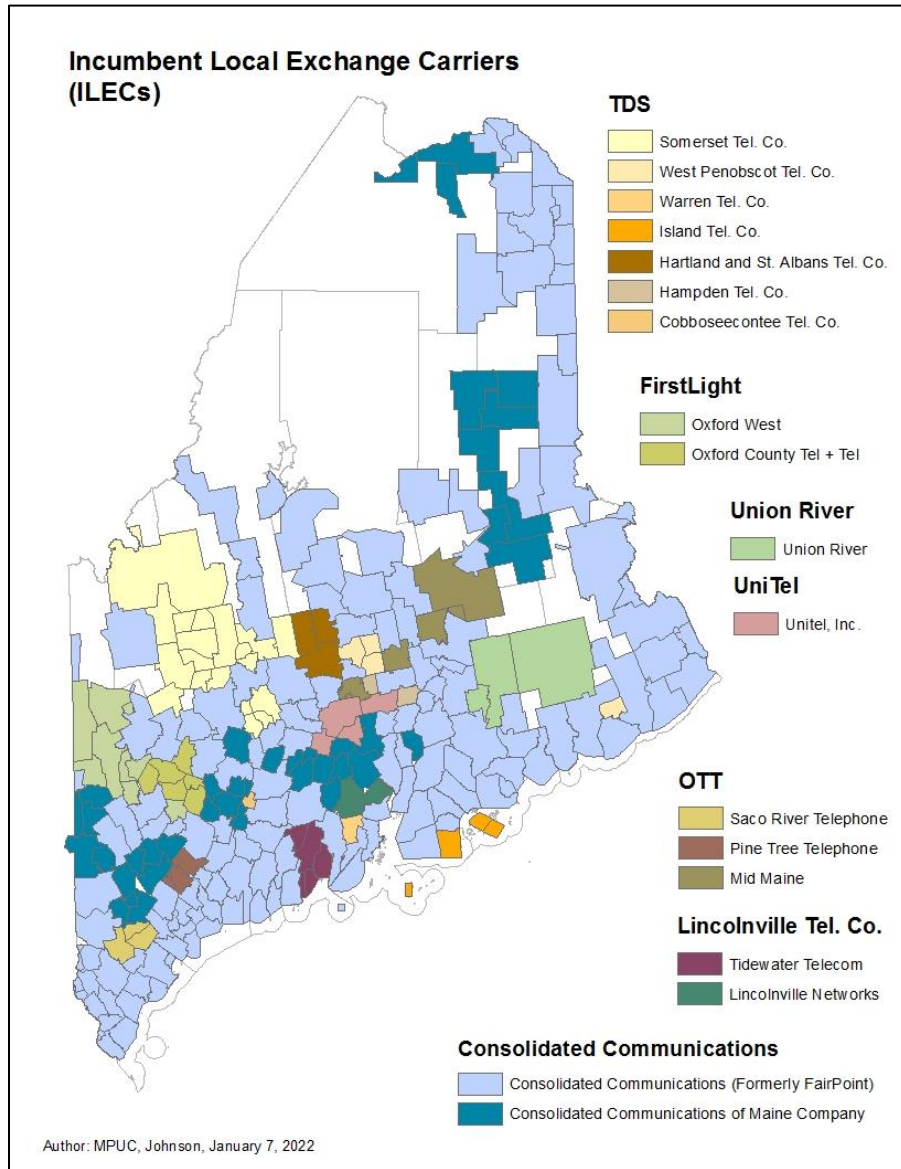 Incumbent Local Exchange Carriers
(ILECs)
TDS
Somerset Tel. Co.
West Penobscot Tel. Co.
Warren Tel. Co.
Island Tel. Co.
Hartland and St. Albans Tel. Co.
Hampden Tel. Co.
Cobboseecontee Tel. Co.
FirstLight
Oxford West
Oxford County Tel + Tel
Union River
Union River
UniTel
Unitel, Inc.
OTT
Saco River Telephone
Pine Tree Telephone
Mid Maine
Lincolnville Tel. Co.
Tidewater Telecom
Lincolnville Networks
Consolidated Communications
Consolidated Communications (Formerly FairPoint)
Consolidated Communications of Maine Company
Author: MPUC, Johnson, January 7, 2022